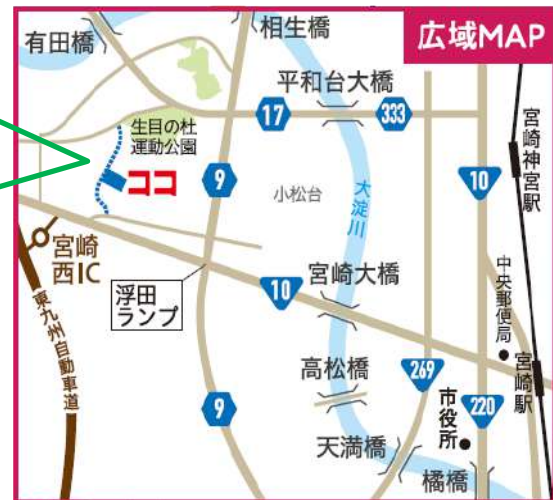 広域MAP
有田橋
相生橋
平和台大橋
17
333
生目の杜
運動公園
ココ
9
小松台
大淀川
10
宮崎神宮駅
宮崎
西IC
東九州自動車道
浮田
ランプ
10
宮崎大橋
中央郵便局
宮崎駅
高松橋
269
9
市役所
220
天満橋
橘橋